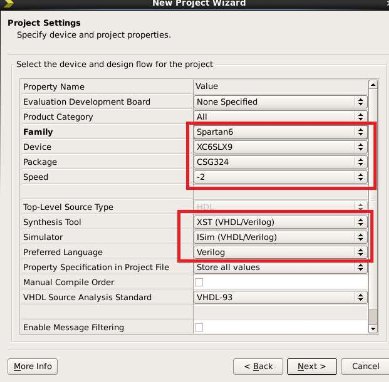 New Project Wizard
Project Settings
Specify device and project properties.
Select the device and design flow for the project
Property Name Value
Evaluation Development Board None Specified
Product Category All
Family Spartan6
Device XC6SLX9
Package CSG324
Speed -2
Top-Level Source Type HDL
Synthesis Tool XST (VHDL/Verilog)
Simulator ISim (VHDL/Verilog)
Preferred Language Verilog
Property Specification in Project File Store all values
Manual Compile Order
VHDL Source Analysis Standard VHDL-93
Enable Message Filtering
More Info < Back Next > Cancel